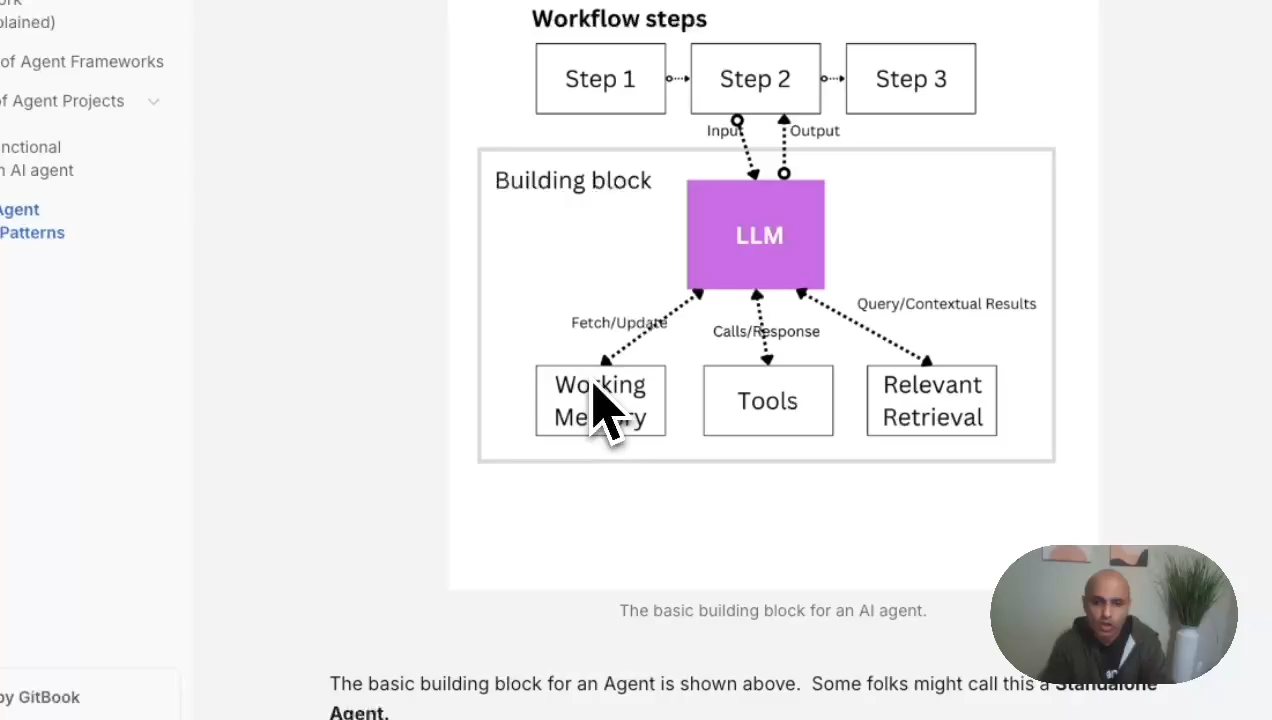 plained)
of Agent Frameworks
of Agent Projects
nctional
AI agent
Agent
Patterns
by GitBook
Workflow steps
Step 1
Step 2
Step 3
Input
Output
Building block
LLM
Fetch/Update
Calls/Response
Query/Contextual Results
Working
Memory
Tools
Relevant
Retrieval
The basic building block for an AI agent.
The basic building block for an Agent is shown above. Some folks might call this a Standalone
Agent.